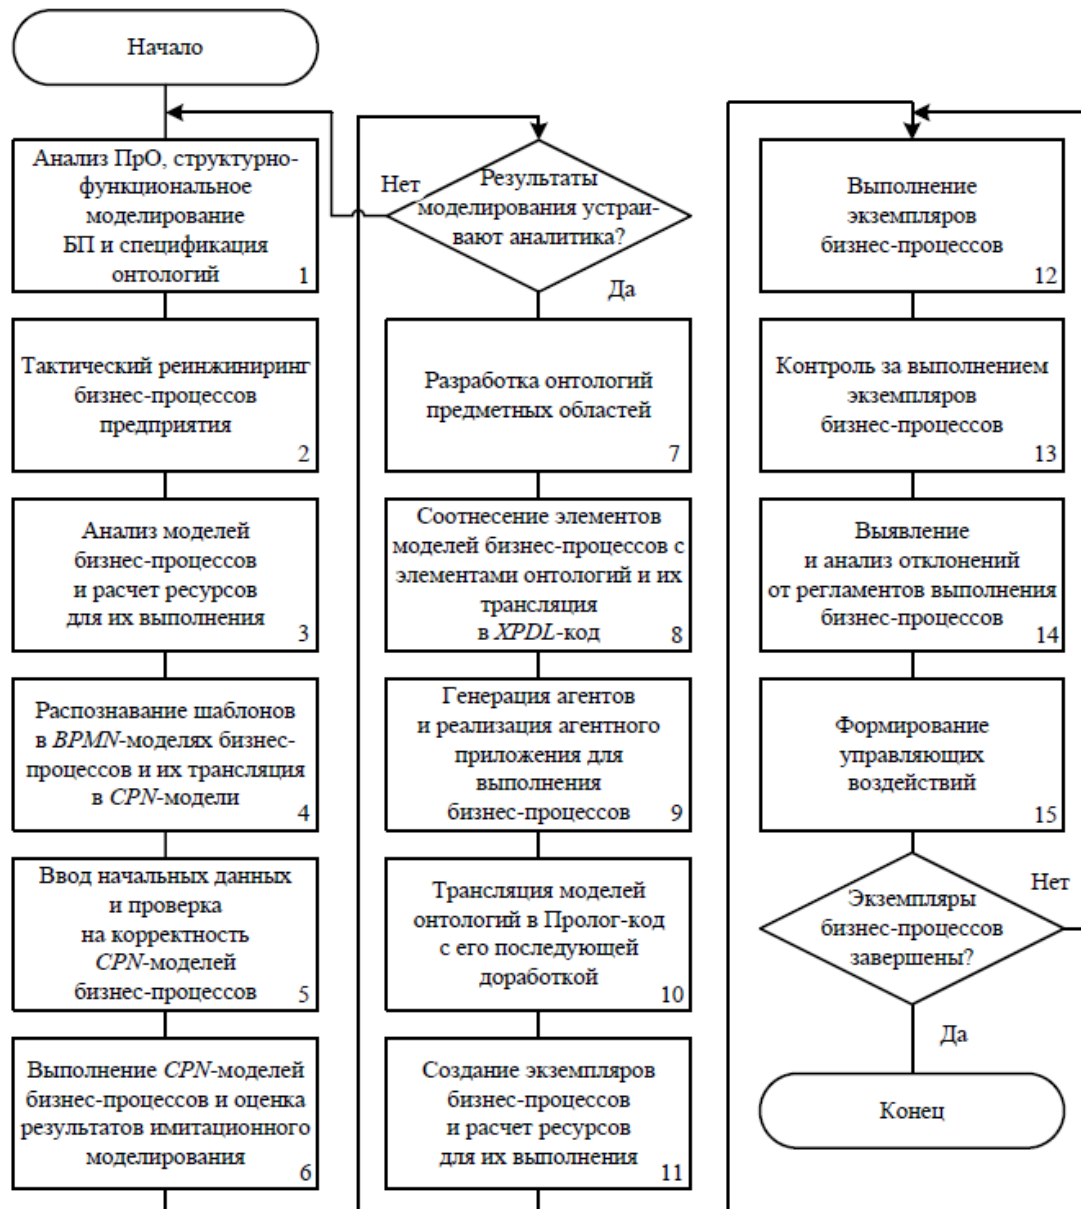 Начало
Анализ ПрО, структурно-
функциональное
моделирование
БП и спецификация
онтологий
1
Тактический реинжиниринг
бизнес-процессов
предприятия
2
Анализ моделей
бизнес-процессов
и расчет ресурсов
для их выполнения
3
Распознавание шаблонов
в BPMN-моделях бизнес-
процессов и их трансляция
в CPN-модели
4
Ввод начальных данных
и проверка
на корректность
CPN-моделей
бизнес-процессов
5
Выполнение CPN-моделей
бизнес-процессов и оценка
результатов имитационного
моделирования
6
Нет
Результаты
моделирования устраи-
вают аналитика?
Да
Разработка онтологий
предметных областей
7
Соотнесение элементов
моделей бизнес-процессов с
элементами онтологий и их
трансляция
в XPDL-код
8
Генерация агентов
и реализация агентного
приложения для
выполнения
бизнес-процессов
9
Трансляция моделей
онтологий в Пролог-код
с его последующей
доработкой
10
Создание экземпляров
бизнес-процессов
и расчет ресурсов
для их выполнения
11
Выполнение
экземпляров
бизнес-процессов
12
Контроль за выполнением
экземпляров
бизнес-процессов
13
Выявление
и анализ отклонений
от регламентов выполнения
бизнес-процессов
14
Формирование
управляющих
воздействий
15
Экземпляры
бизнес-процессов
завершены?
Нет
Да
Конец